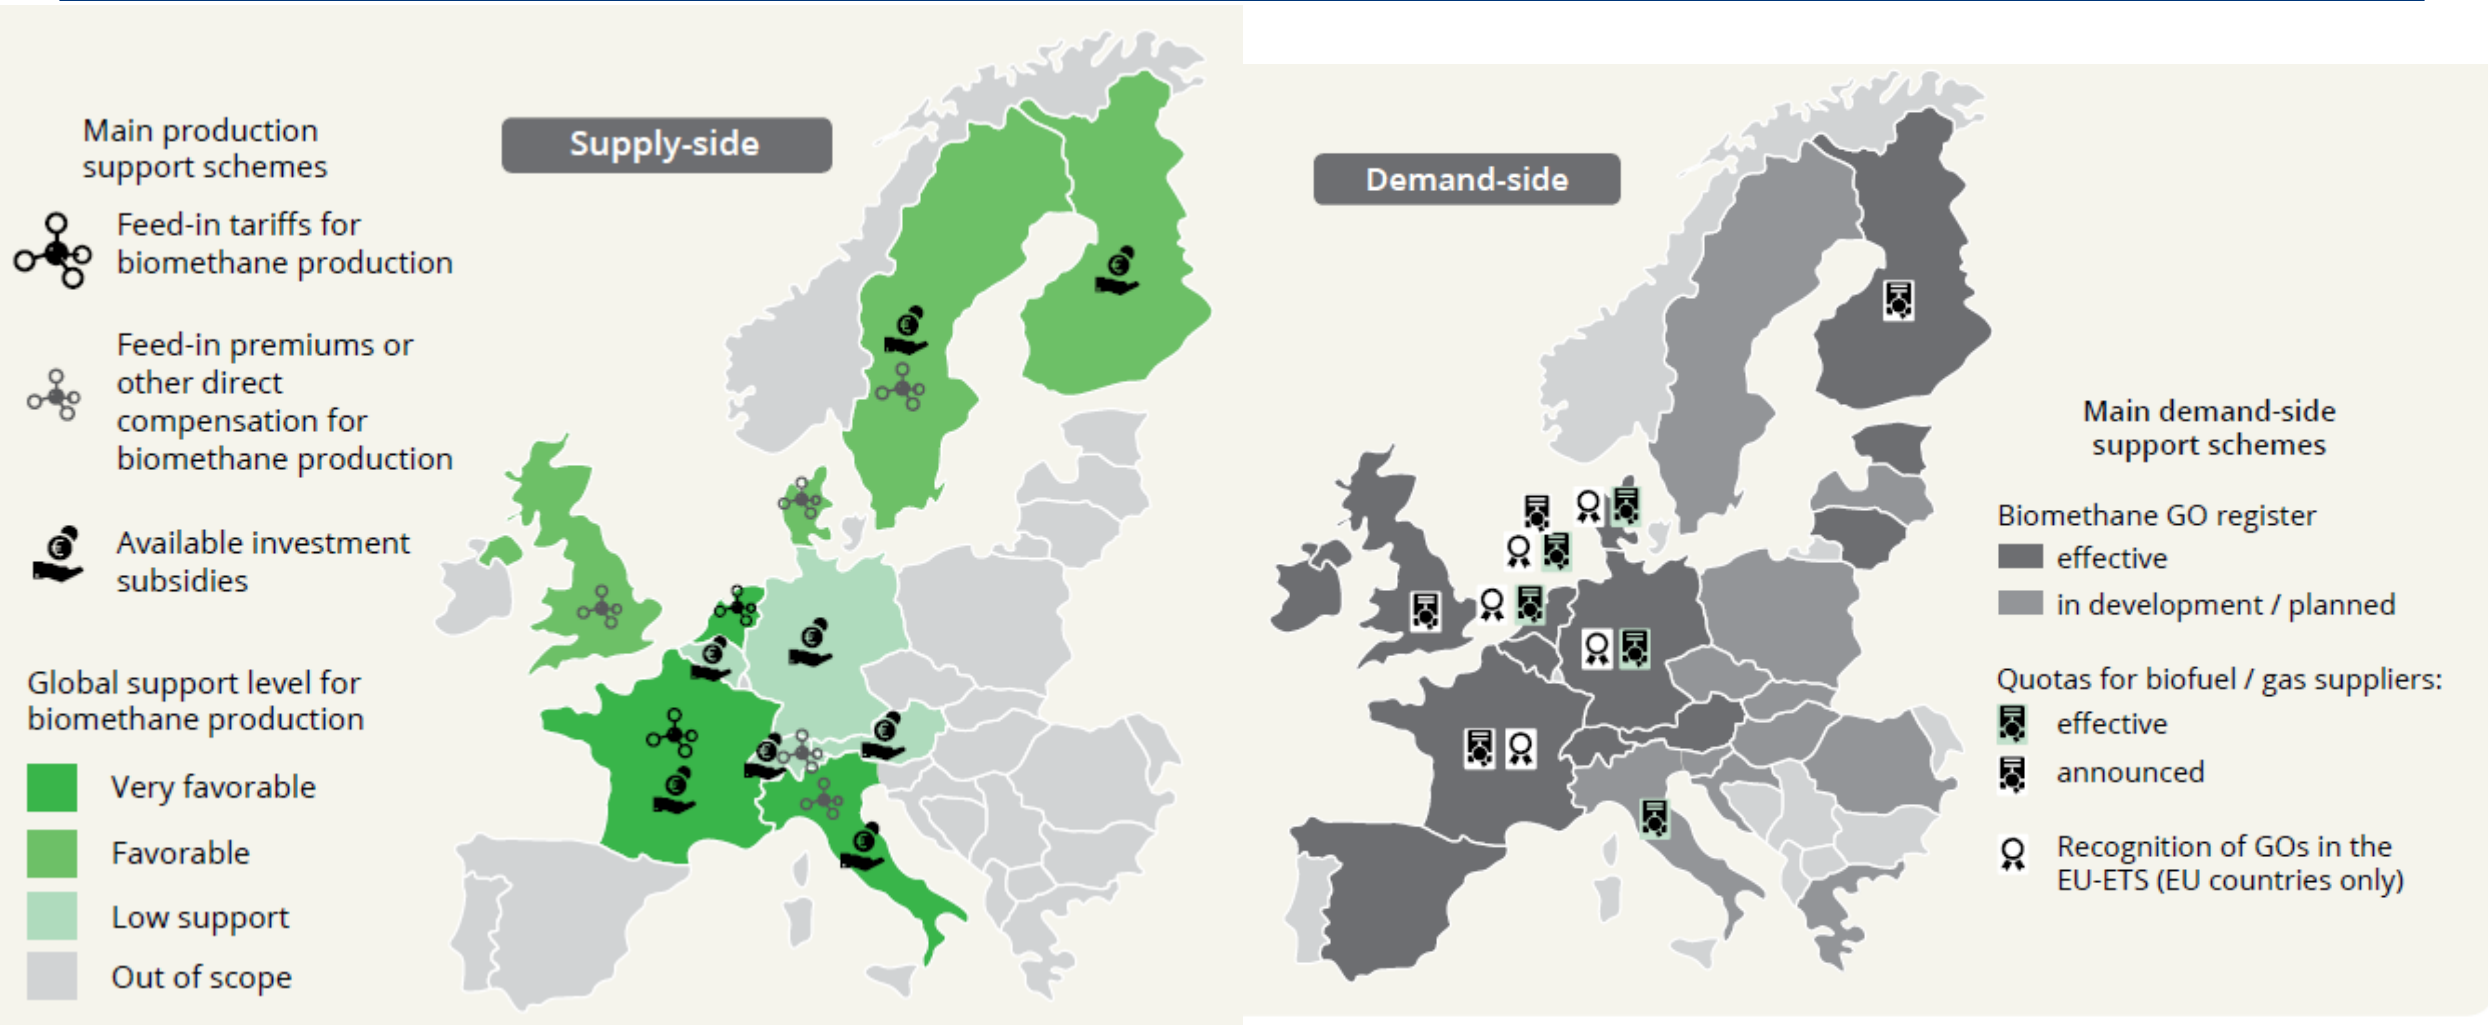 Supply-side
Main production
support schemes
Feed-in tariffs for
biomethane production
Feed-in premiums or
other direct
compensation for
biomethane production
Available investment
subsidies
Global support level for
biomethane production
Very favorable
Favorable
Low support
Out of scope
Demand-side
Main demand-side
support schemes
Biomethane GO register
effective
in development / planned
Quotas for biofuel / gas suppliers:
effective
announced
Recognition of GOs in the
EU-ETS (EU countries only)